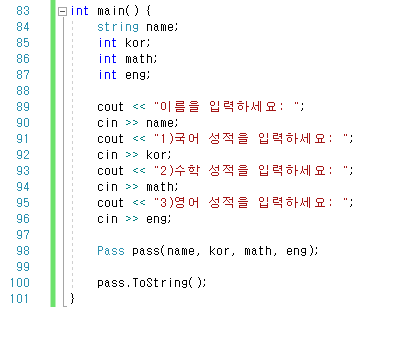 83 int main() {
84 string name;
85 int kor;
86 int math;
87 int eng;
88
89 cout << "이름을 입력하세요: ";
90 cin >> name;
91 cout << "1)국어 성적을 입력하세요: ";
92 cin >> kor;
93 cout << "2)수학 성적을 입력하세요: ";
94 cin >> math;
95 cout << "3)영어 성적을 입력하세요: ";
96 cin >> eng;
97
98 Pass pass(name, kor, math, eng);
99
100 pass.ToString();
101 }